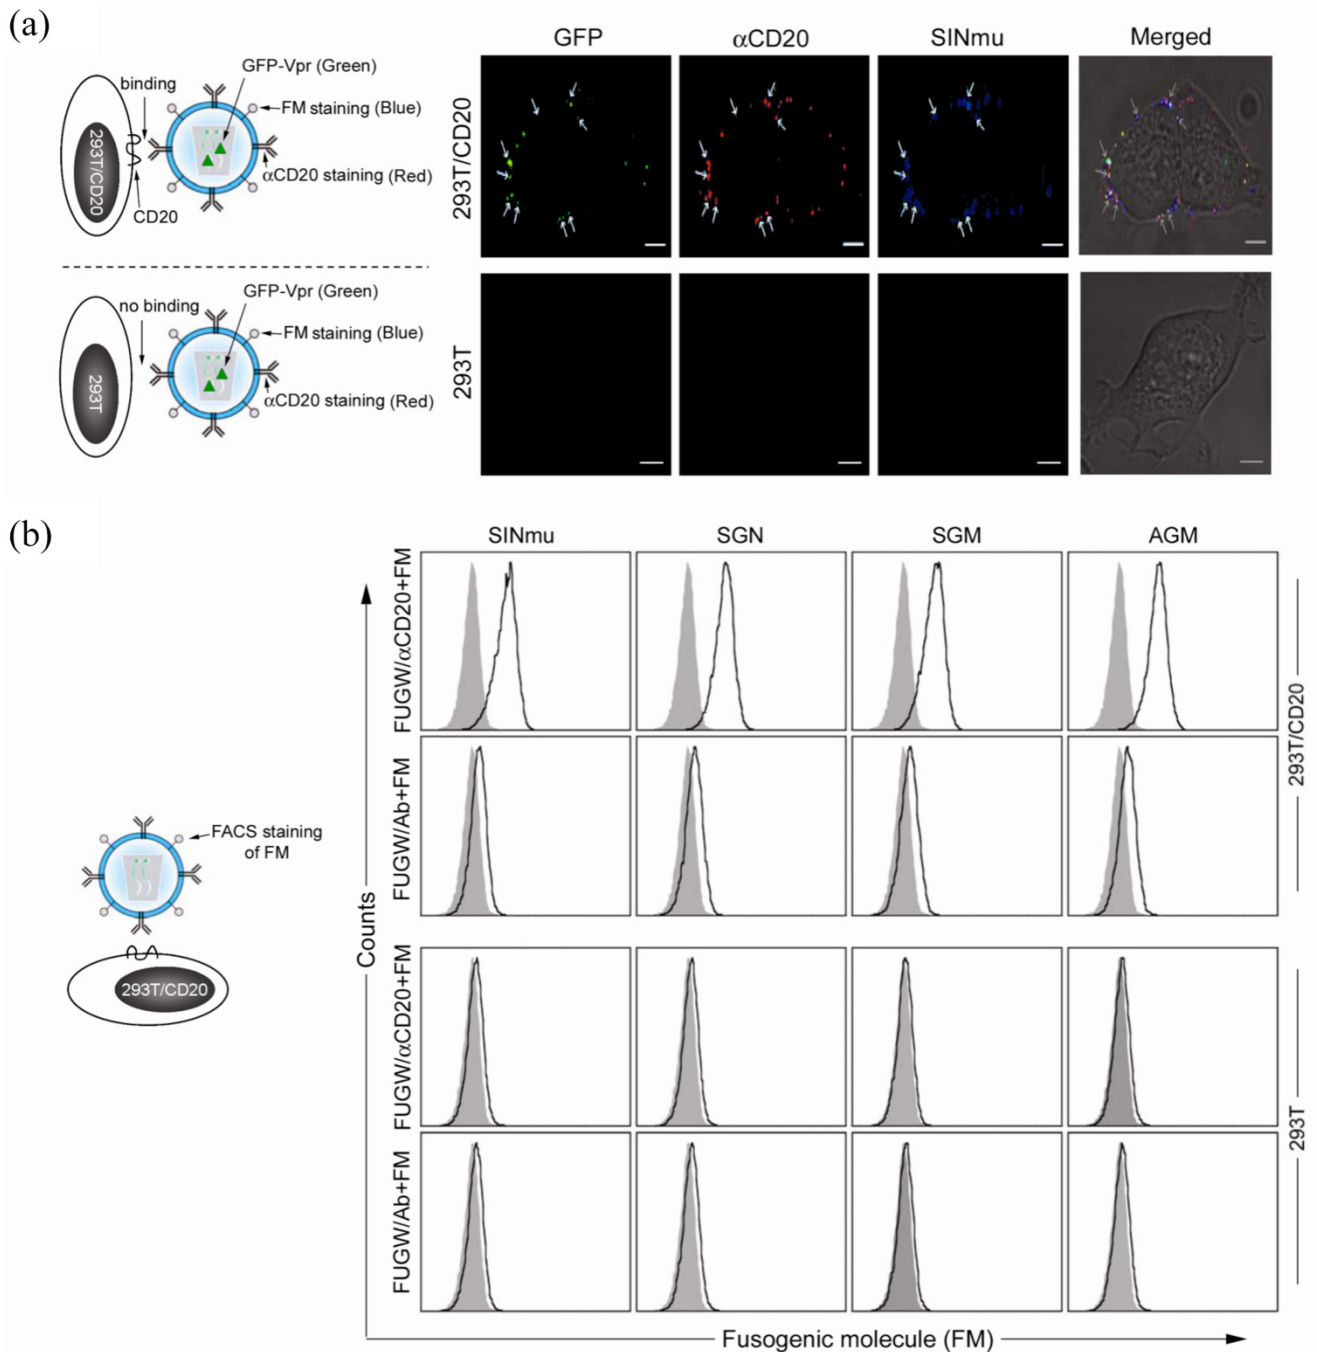 (a)
GFP
αCD20
SINmu
Merged
GFP-Vpr (Green)
binding
FM staining (Blue)
293T/CD20
αCD20 staining (Red)
CD20
293T/CD20
GFP-Vpr (Green)
no binding
FM staining (Blue)
293T
αCD20 staining (Red)
293T
(b)
SINmu
SGN
SGM
AGM
FUGW/αCD20+FM
FUGW/Ab+FM
293T/CD20
FACS staining
of FM
293T/CD20
Counts
FUGW/αCD20+FM
FUGW/Ab+FM
293T
Fusogenic molecule (FM)